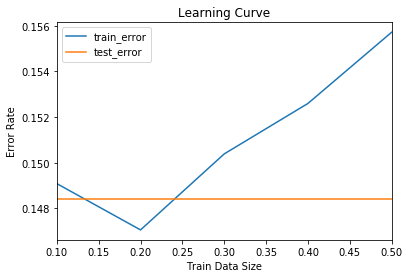 Learning Curve
0.156
0.154
0.152
0.150
0.148
Error Rate
train_error
test_error
0.10 0.15 0.20 0.25 0.30 0.35 0.40 0.45 0.50
Train Data Size